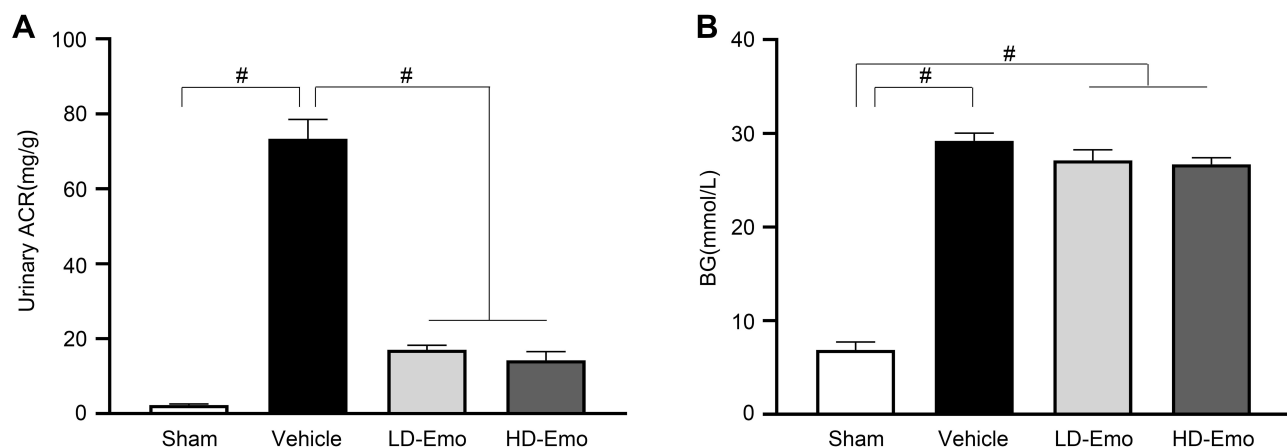 A
Urinary ACR(mg/g)
100
80
60
40
20
0
#
#
Sham
Vehicle
LD-Emo
HD-Emo
B
BG(mmol/L)
40
30
20
10
0
#
#
Sham
Vehicle
LD-Emo
HD-Emo